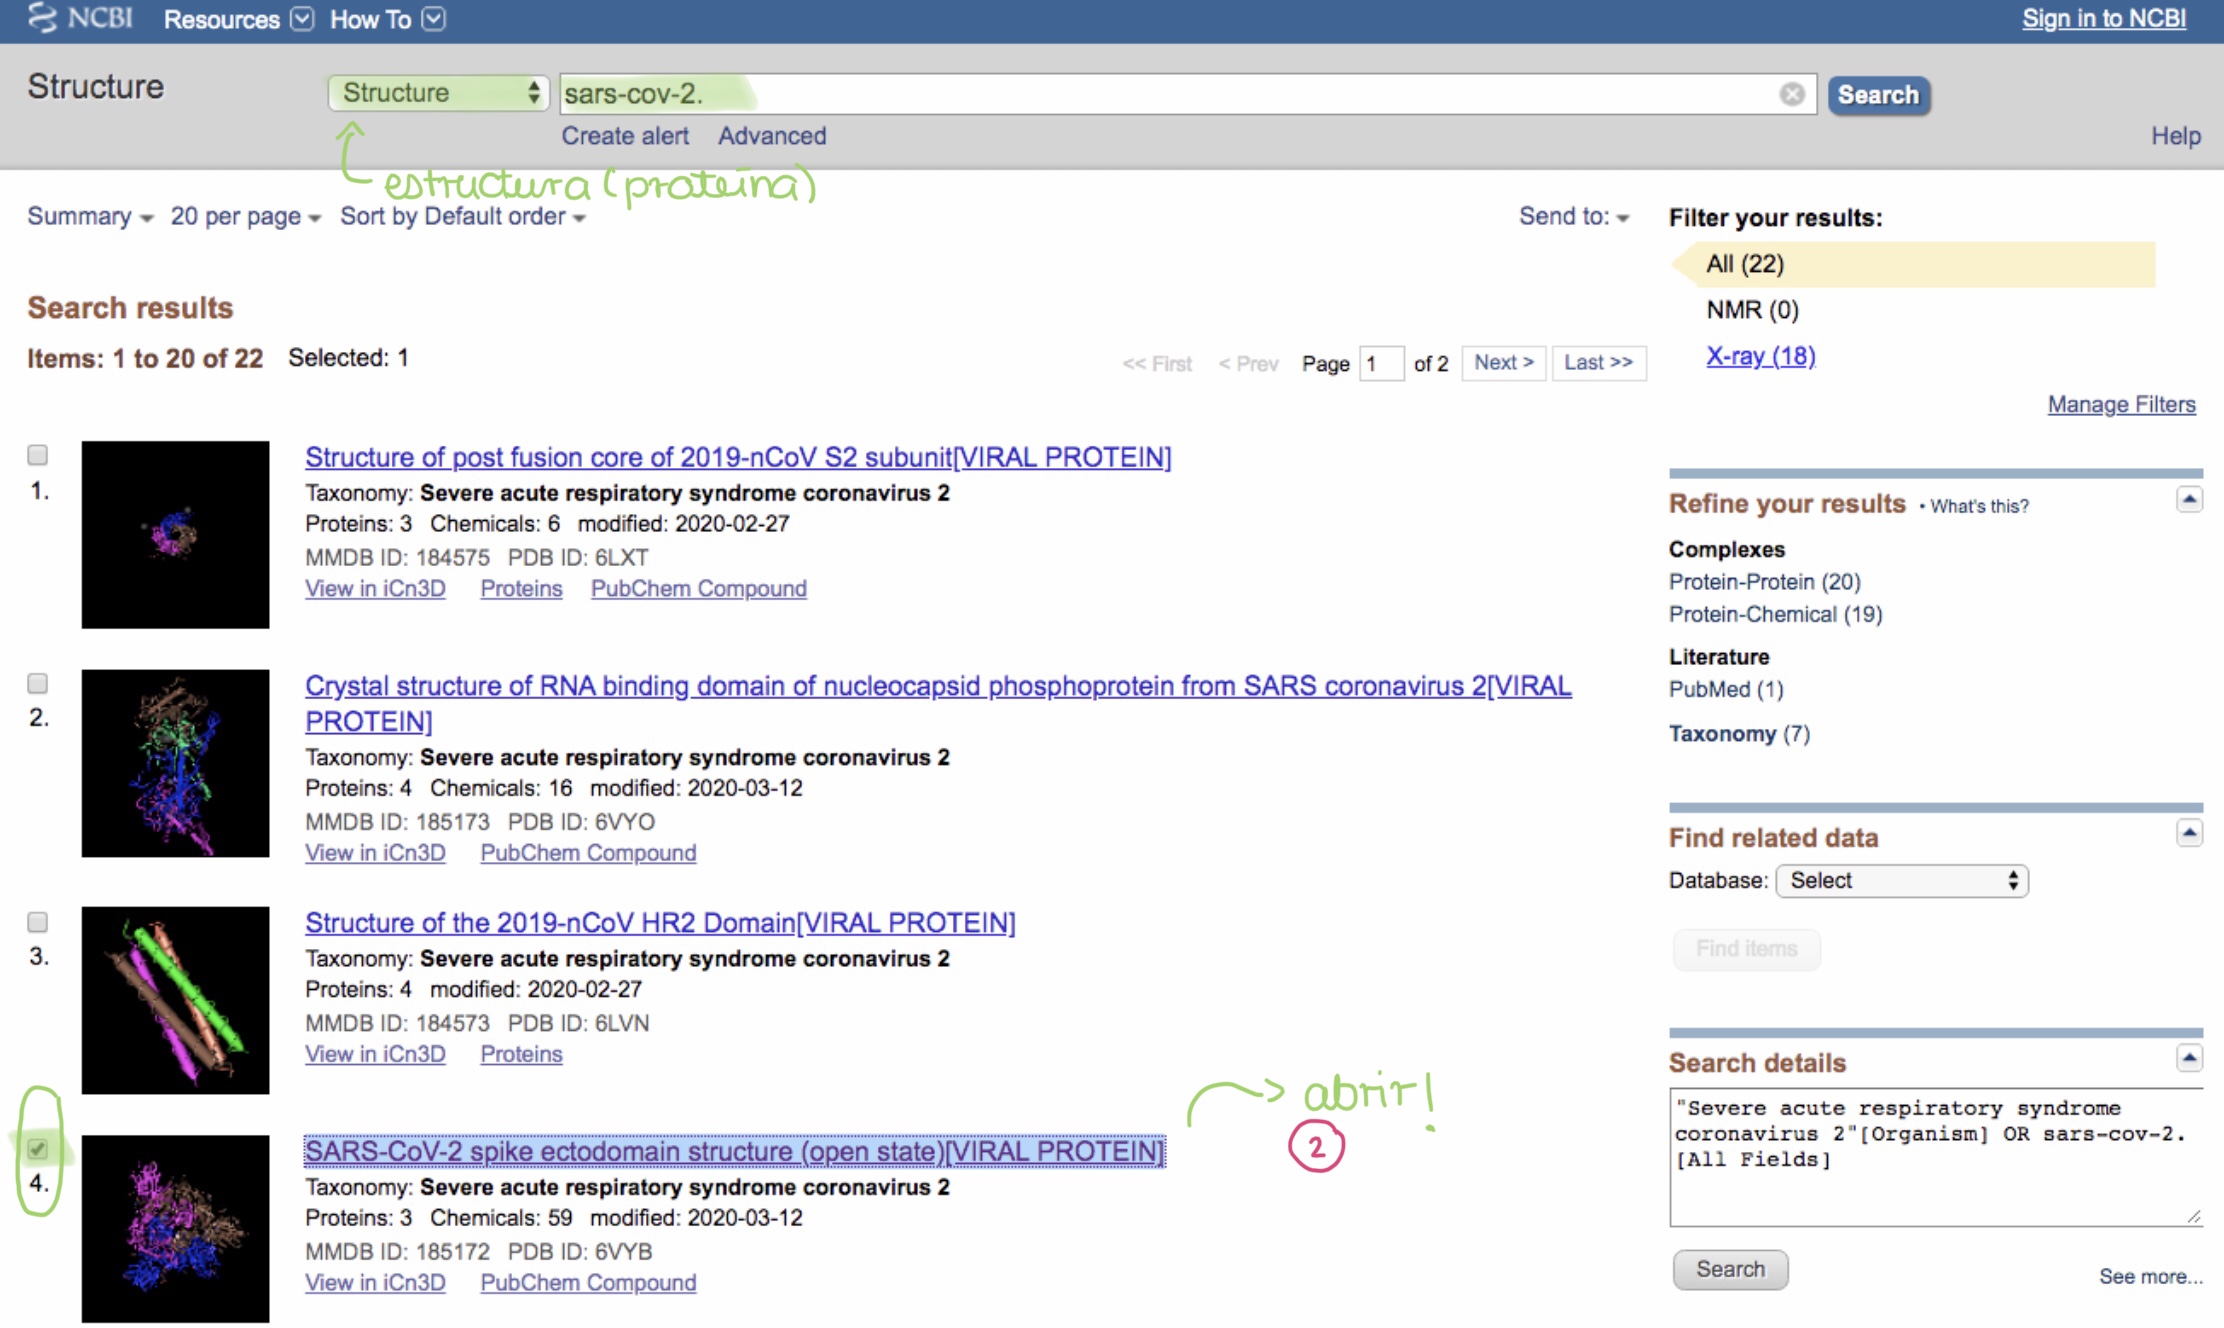 NCBI Resources How To Sign in to NCBI
Structure Structure sars-cov-2. Search
Create alert Advanced Help
estructura (proteína)
Summary 20 per page Sort by Default order Send to:
Search results
Items: 1 to 20 of 22 Selected: 1
<< First < Prev Page 1 of 2 Next > Last >>
1.
Structure of post fusion core of 2019-nCoV S2 subunit[VIRAL PROTEIN]
Taxonomy: Severe acute respiratory syndrome coronavirus 2
Proteins: 3 Chemicals: 6 modified: 2020-02-27
MMDB ID: 184575 PDB ID: 6LXT
View in iCn3D Proteins PubChem Compound
2.
Crystal structure of RNA binding domain of nucleocapsid phosphoprotein from SARS coronavirus 2[VIRAL
PROTEIN]
Taxonomy: Severe acute respiratory syndrome coronavirus 2
Proteins: 4 Chemicals: 16 modified: 2020-03-12
MMDB ID: 185173 PDB ID: 6VYO
View in iCn3D PubChem Compound
3.
Structure of the 2019-nCoV HR2 Domain[VIRAL PROTEIN]
Taxonomy: Severe acute respiratory syndrome coronavirus 2
Proteins: 4 modified: 2020-02-27
MMDB ID: 184573 PDB ID: 6LVN
View in iCn3D Proteins
abrir!
2
4.
SARS-CoV-2 spike ectodomain structure (open state)[VIRAL PROTEIN]
Taxonomy: Severe acute respiratory syndrome coronavirus 2
Proteins: 3 Chemicals: 59 modified: 2020-03-12
MMDB ID: 185172 PDB ID: 6VYB
View in iCn3D PubChem Compound
Filter your results:
All (22)
NMR (0)
X-ray (18)
Manage Filters
Refine your results • What's this?
Complexes
Protein-Protein (20)
Protein-Chemical (19)
Literature
PubMed (1)
Taxonomy (7)
Find related data
Database: Select
Find items
Search details
"Severe acute respiratory syndrome
coronavirus 2"[Organism] OR sars-cov-2.
[All Fields]
Search
See more...